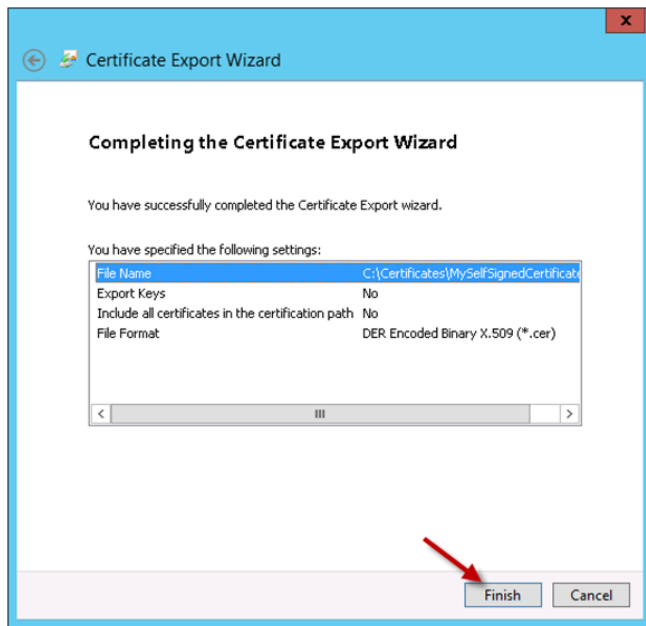 x
Certificate Export Wizard
Completing the Certificate Export Wizard
You have successfully completed the Certificate Export wizard.
You have specified the following settings:
File Name C:\Certificates\MySelfSignedCertificate
Export Keys No
Include all certificates in the certification path No
File Format DER Encoded Binary X.509 (*.cer)
Finish Cancel